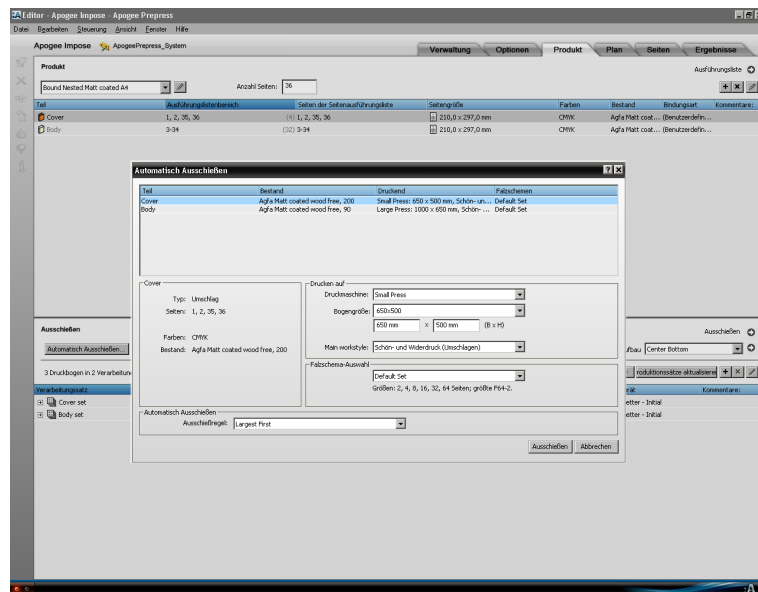 Editor - Apogee Impose - Apogee Prepress
Datei Bearbeiten Steuerung Ansicht Fenster Hilfe
Apogee Impose ApogeePrepress_System
Verwaltung Optionen Produkt Plan Seiten Ergebnisse
Produkt
Ausführungsliste
Bound Nested Matt coated A4 Anzahl Seiten: 36
Teil Ausführungslistenbereich Seiten der Seitenausführungsliste Seitengröße Farben Bestand Bindungsart Kommentare:
Cover 1, 2, 35, 36 (4) 1, 2, 35, 36 210,0 x 297,0 mm CMYK Agfa Matt coat... (Benutzerdefin...
Body 3-34 (32) 3-34 210,0 x 297,0 mm CMYK Agfa Matt coat... (Benutzerdefin...
Automatisch Ausschießen
Teil Bestand Druckend Falzschemen
Cover Agfa Matt coated wood free, 200 Small Press: 650 x 500 mm, Schön- un... Default Set
Body Agfa Matt coated wood free, 90 Large Press: 1000 x 650 mm, Schön- ... Default Set
Cover
Typ: Umschlag
Seiten: 1, 2, 35, 36
Farben: CMYK
Bestand: Agfa Matt coated wood free, 200
Drucken auf
Druckmaschine: Small Press
Bogengröße: 650x500
650 mm x 500 mm (B x H)
Main workstyle: Schön- und Widerdruck (Umschlagen)
Falzschema-Auswahl
Default Set
Größen: 2, 4, 8, 16, 32, 64 Seiten; größte F64-2.
Automatisch Ausschießen
Ausschießregel: Largest First
Ausschießen Abbrechen
Ausschießen
Ausschießen
Automatisch Ausschießen... fbau Center Bottom
3 Druckbogen in 2 Verarbeitun roduktionssätze aktualisieren
Verarbeitungssatz rät Kommentare:
Cover set etter - Initial
Body set etter - Initial
:A